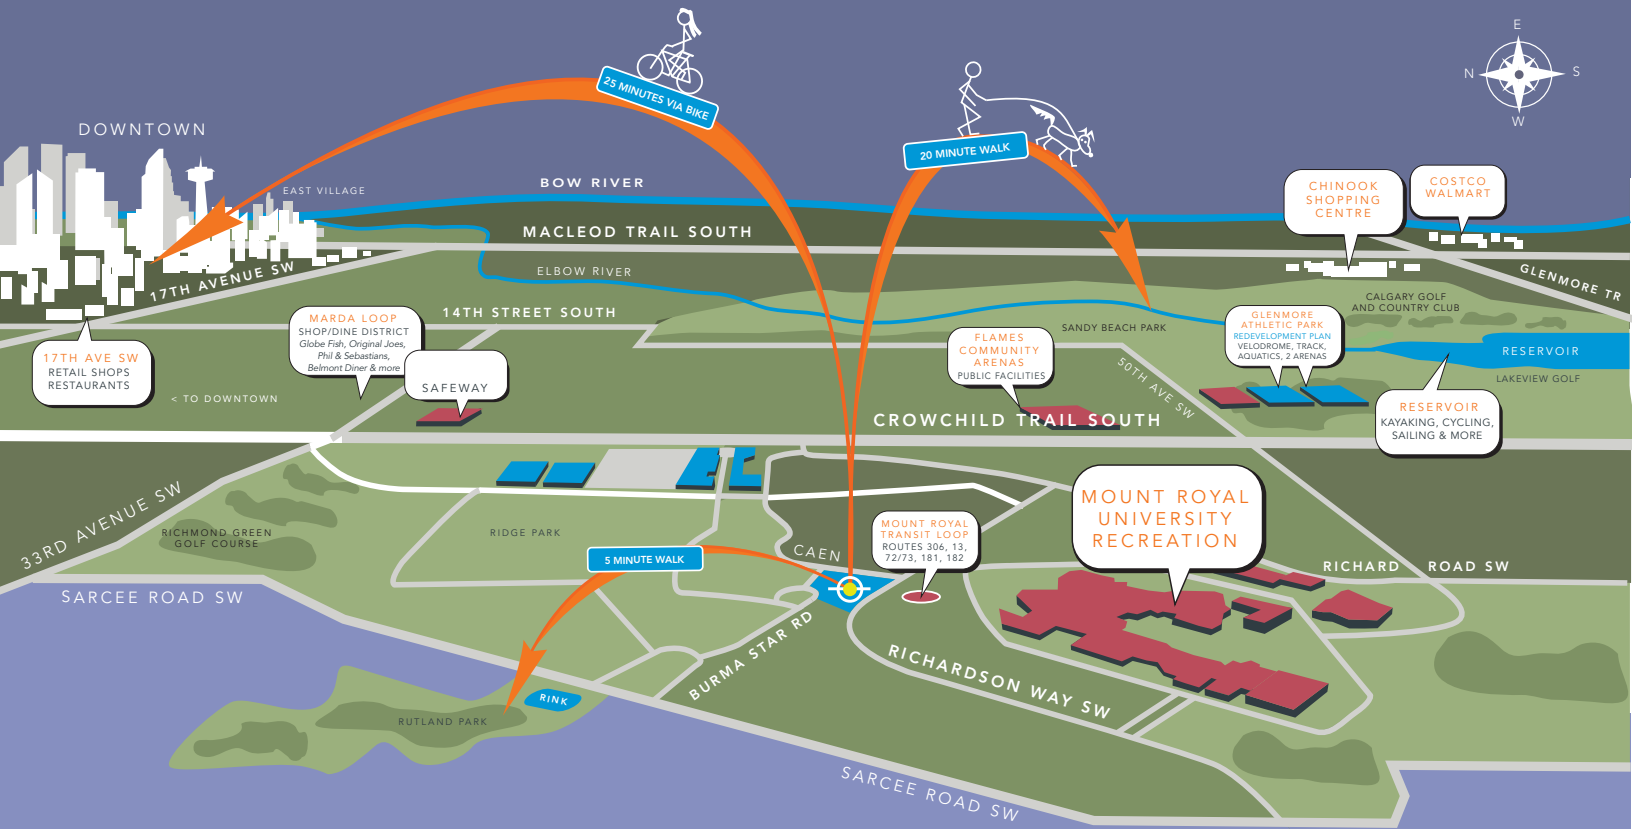 E
N
S
W
25 MINUTES VIA BIKE
20 MINUTE WALK
DOWNTOWN
EAST VILLAGE
BOW RIVER
MACLEOD TRAIL SOUTH
ELBOW RIVER
14TH STREET SOUTH
17TH AVENUE SW
CHINOOK
SHOPPING
CENTRE
COSTCO
WALMART
GLENMORE TR
CALGARY GOLF
AND COUNTRY CLUB
MARDA LOOP
SHOP/DINE DISTRICT
Globe Fish, Original Joes,
Phil & Sebastians,
Belmont Diner & more
17TH AVE SW
RETAIL SHOPS
RESTAURANTS
SAFEWAY
< TO DOWNTOWN
SANDY BEACH PARK
FLAMES
COMMUNITY
ARENAS
PUBLIC FACILITIES
50TH AVE SW
GLENMORE
ATHLETIC PARK
REDEVELOPMENT PLAN
VELODROME, TRACK,
AQUATICS, 2 ARENAS
RESERVOIR
LAKEVIEW GOLF
RESERVOIR
KAYAKING, CYCLING,
SAILING & MORE
CROWCHILD TRAIL SOUTH
33RD AVENUE SW
RICHMOND GREEN
GOLF COURSE
RIDGE PARK
5 MINUTE WALK
CAEN
MOUNT ROYAL
TRANSIT LOOP
ROUTES 306, 13,
72/73, 181, 182
MOUNT ROYAL
UNIVERSITY
RECREATION
RICHARD ROAD SW
SARCEE ROAD SW
BURMA STAR RD
RICHARDSON WAY SW
RINK
RUTLAND PARK
SARCEE ROAD SW